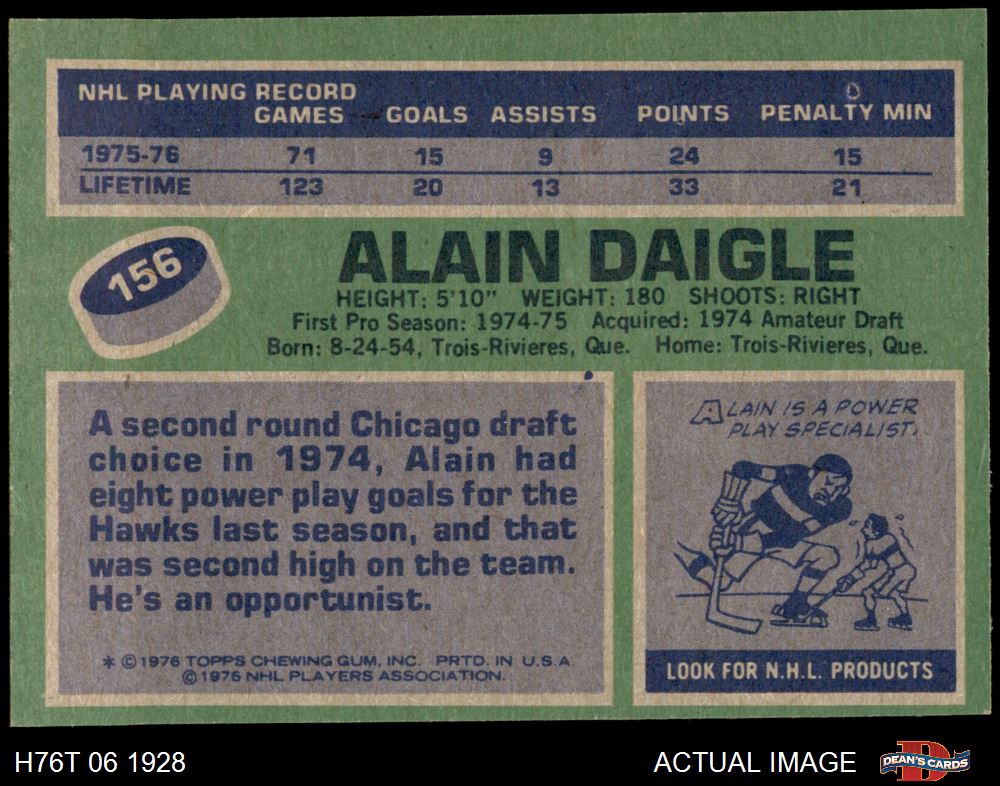 NHL PLAYING RECORD
GAMES GOALS ASSISTS POINTS PENALTY MIN
1975-76 71 15 9 24 15
LIFETIME 123 20 13 33 21
156
ALAIN DAIGLE
HEIGHT: 5'10" WEIGHT: 180 SHOOTS: RIGHT
First Pro Season: 1974-75 Acquired: 1974 Amateur Draft
Born: 8-24-54, Trois-Rivieres, Que. Home: Trois-Rivieres, Que.
A second round Chicago draft
choice in 1974, Alain had
eight power play goals for the
Hawks last season, and that
was second high on the team.
He's an opportunist.
* © 1976 TOPPS CHEWING GUM, INC. PRTD. IN U.S.A
© 1976 NHL PLAYERS ASSOCIATION.
ALAIN IS A POWER
PLAY SPECIALIST.
LOOK FOR N.H.L. PRODUCTS
H76T 06 1928
ACTUAL IMAGE
D
DEAN'S CARDS